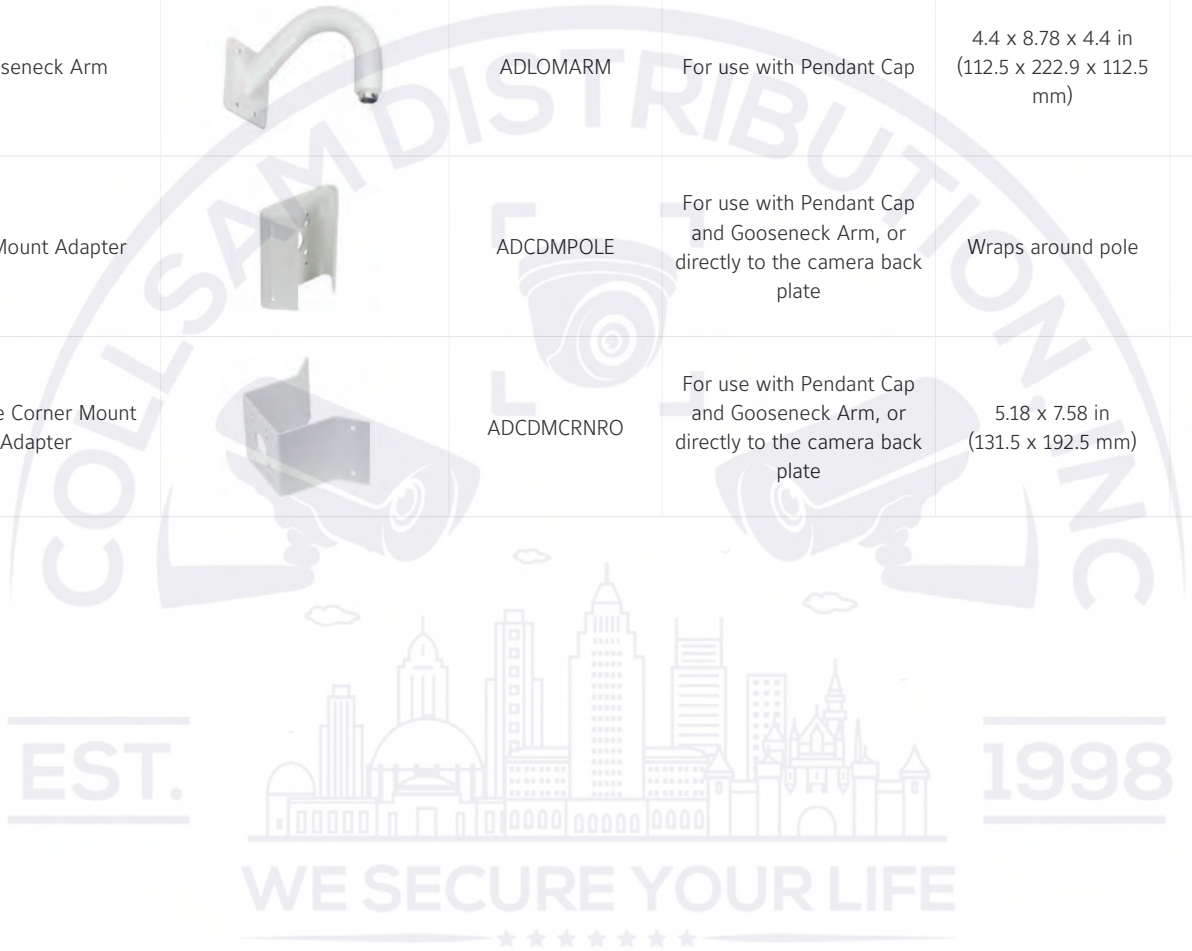 seneck Arm
ADLOMARM
For use with Pendant Cap
4.4 x 8.78 x 4.4 in
(112.5 x 222.9 x 112.5
mm)
Mount Adapter
ADCDMPOLE
For use with Pendant Cap
and Gooseneck Arm, or
directly to the camera back
plate
Wraps around pole
e Corner Mount
Adapter
ADCDMCRNRO
For use with Pendant Cap
and Gooseneck Arm, or
directly to the camera back
plate
5.18 x 7.58 in
(131.5 x 192.5 mm)
COLLSAM DISTRIBUTION, INC
EST.
1998
WE SECURE YOUR LIFE